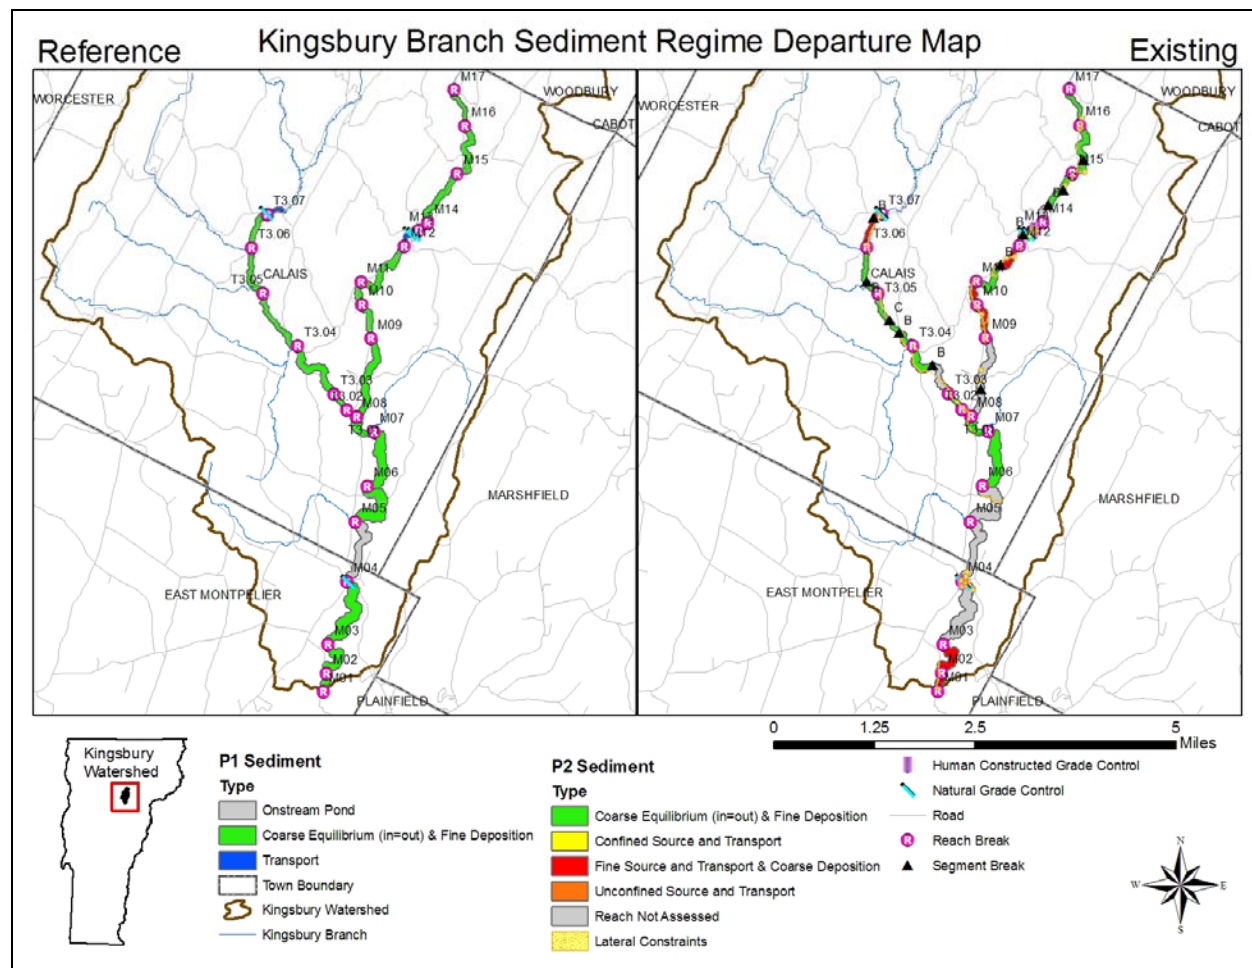 Reference
Kingsbury Branch Sediment Regime Departure Map
Existing
M17
WORCESTER
WOODBURY
M16
CABOT
M15
T3.07
M14
M12
T3.06
CALAIS
M11
T3.05
M10
M09
T3.04
T3.03
M08
M07
M06
MARSHFIELD
M05
M04
EAST MONTPELIER
M03
M02
M01
PLAINFIELD
M17
WORCESTER
WOODBURY
M16
CABOT
T3.07
B
M14
B
T3.06
B
CALAIS
T3.05
M10
C
B
M09
T3.04
B
T3.03
M08
M07
M06
MARSHFIELD
M05
M04
EAST MONTPELIER
M03
M02
M01
PLAINFIELD
0 1.25 2.5 5
Miles
Kingsbury
Watershed
P1 Sediment
Type
Onstream Pond
Coarse Equilibrium (in=out) & Fine Deposition
Transport
Town Boundary
Kingsbury Watershed
Kingsbury Branch
P2 Sediment
Type
Coarse Equilibrium (in=out) & Fine Deposition
Confined Source and Transport
Fine Source and Transport & Coarse Deposition
Unconfined Source and Transport
Reach Not Assessed
Lateral Constraints
Human Constructed Grade Control
Natural Grade Control
Road
R Reach Break
Segment Break
N
W E
S